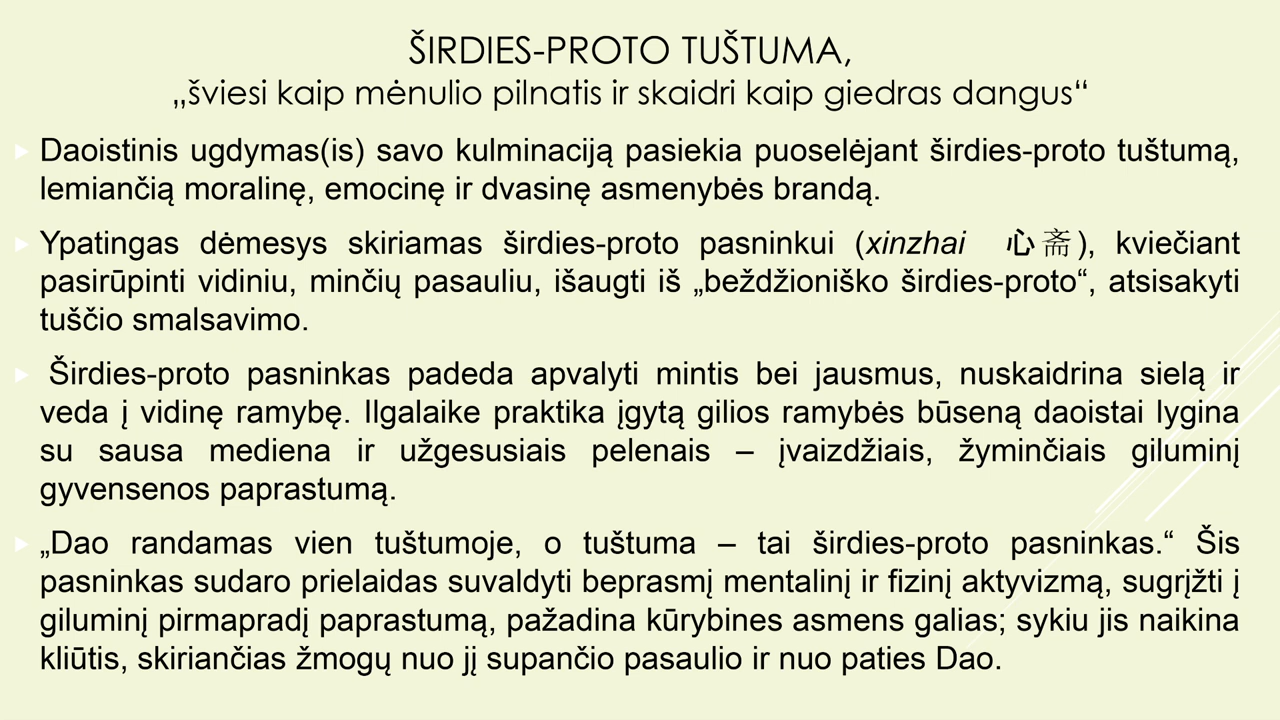 ŠIRDIES-PROTO TUŠTUMA,
„šviesi kaip mėnulio pilnatis ir skaidri kaip giedras dangus“
Daoistinis ugdymas(is) savo kulminaciją pasiekia puoselėjant širdies-proto tuštumą,
lemiančią moralinę, emocinę ir dvasinę asmenybės brandą.
Ypatingas dėmesys skiriamas širdies-proto pasninkui (xinzhai 心斋), kviečiant
pasirūpinti vidiniu, minčių pasauliu, išaugti iš „beždžioniško širdies-proto“, atsisakyti
tuščio smalsavimo.
Širdies-proto pasninkas padeda apvalyti mintis bei jausmus, nuskaidrina sielą ir
veda į vidinę ramybę. Ilgalaike praktika įgytą gilios ramybės būseną daoistai lygina
su sausa mediena ir užgesusiais pelenais – įvaizdžiais, žyminčiais giluminį
gyvensenos paprastumą.
„Dao randamas vien tuštumoje, o tuštuma – tai širdies-proto pasninkas.“ Šis
pasninkas sudaro prielaidas suvaldyti beprasmį mentalinį ir fizinį aktyvizmą, sugrįžti į
giluminį pirmapradį paprastumą, pažadina kūrybines asmens galias; sykiu jis naikina
kliūtis, skiriančias žmogų nuo jį supančio pasaulio ir nuo paties Dao.